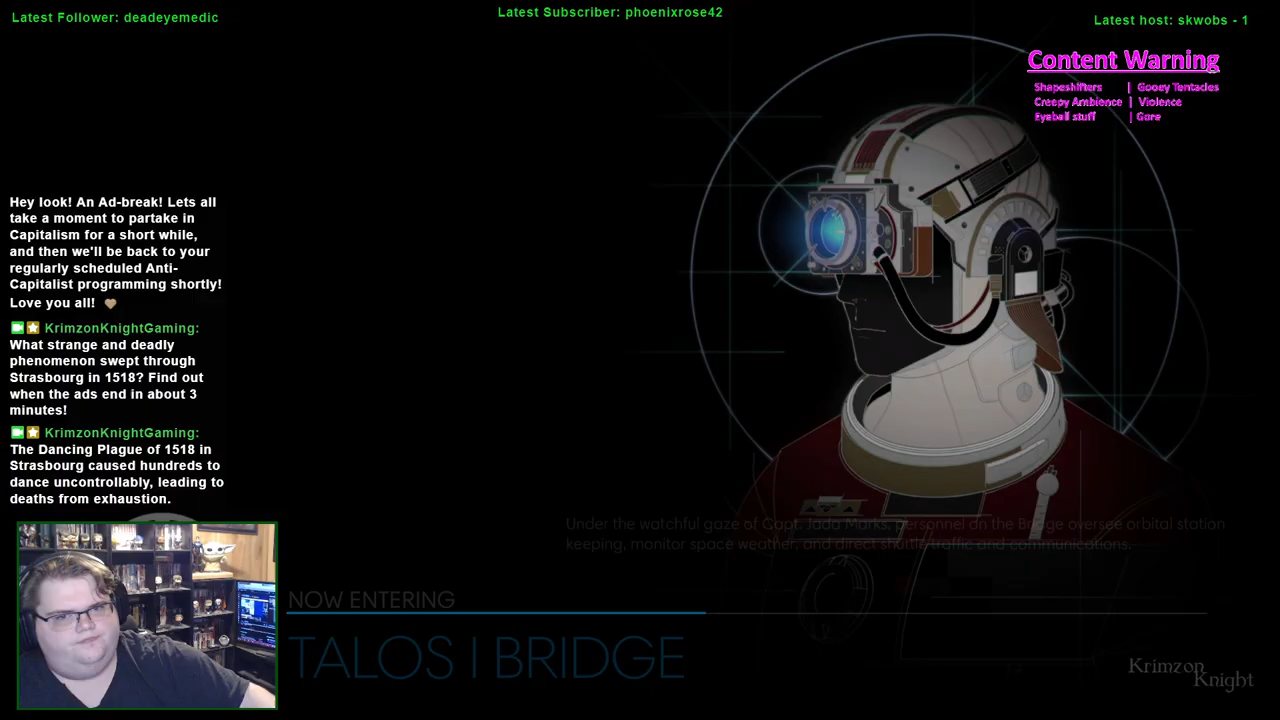 Latest Follower: deadeyemedic
Latest Subscriber: phoenixrose42
Latest host: skwobs - 1
Content Warning
Shapeshifters | Gooey Tentacles
Creepy Ambience | Violence
Eyeball stuff | Gore
Hey look! An Ad-break! Lets all
take a moment to partake in
Capitalism for a short while,
and then we'll be back to your
regularly scheduled Anti-
Capitalist programming shortly!
Love you all!
KrimzonKnightGaming:
What strange and deadly
phenomenon swept through
Strasbourg in 1518? Find out
when the ads end in about 3
minutes!
KrimzonKnightGaming:
The Dancing Plague of 1518 in
Strasbourg caused hundreds to
dance uncontrollably, leading to
deaths from exhaustion.
Under the watchful gaze of Capt. Jada Marks, personnel on the Bridge oversee orbital station
keeping, monitor space weather, and direct shuttle traffic and communications.
NOW ENTERING
TALOS I BRIDGE
Krimzon
Knight